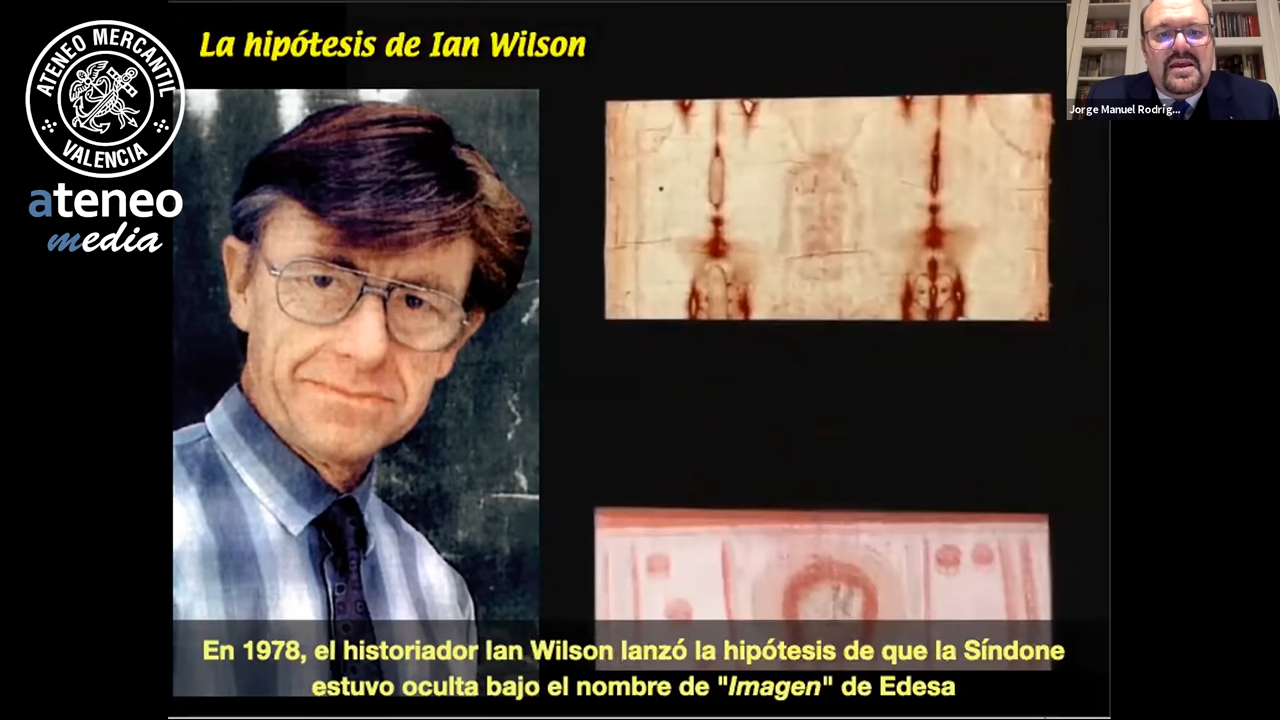 La hipótesis de Ian Wilson
ATENEO MERCANTIL
VALENCIA
ateneo
media
Jorge Manuel Rodríg...
En 1978, el historiador Ian Wilson lanzó la hipótesis de que la Síndone
estuvo oculta bajo el nombre de "Imagen" de Edesa